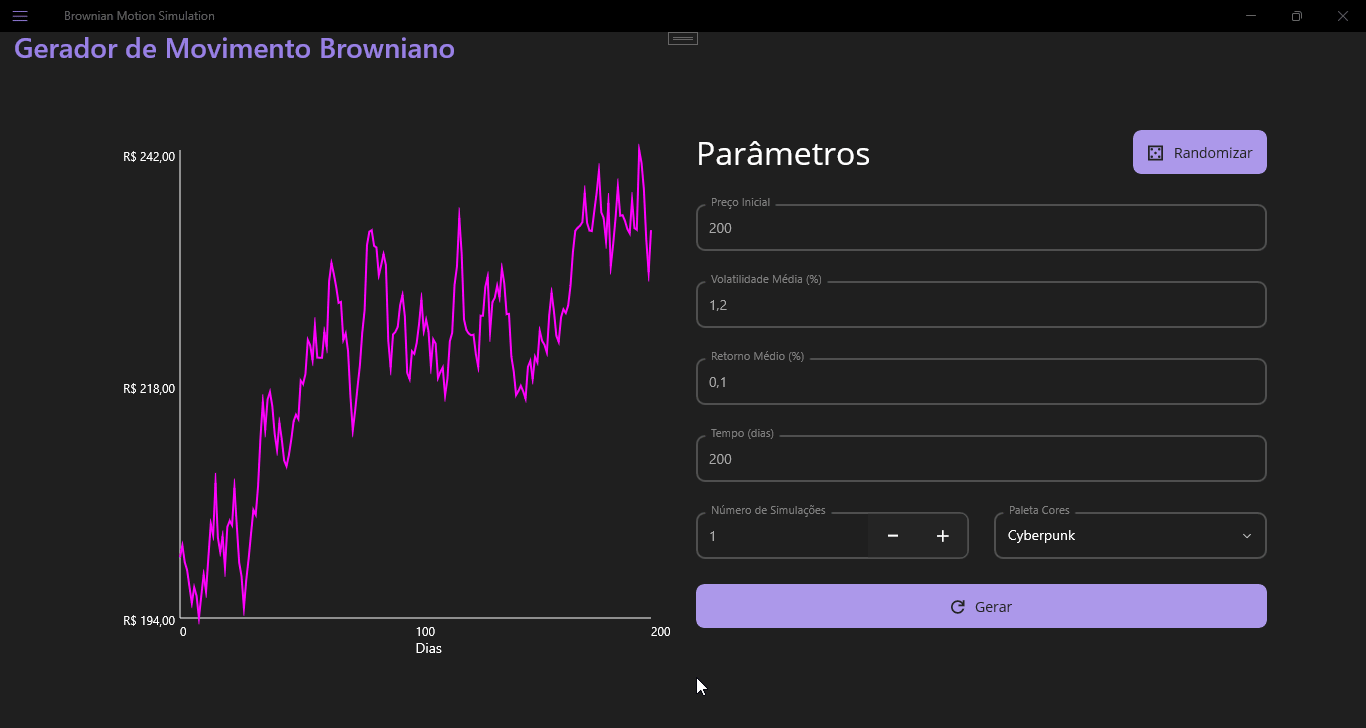 Brownian Motion Simulation
Gerador de Movimento Browniano
R$ 242,00
R$ 218,00
R$ 194,00
0
100
200
Dias
Parâmetros
Randomizar
Preço Inicial
200
Volatilidade Média (%)
1,2
Retorno Médio (%)
0,1
Tempo (dias)
200
Número de Simulações
1
Paleta Cores
Cyberpunk
Gerar